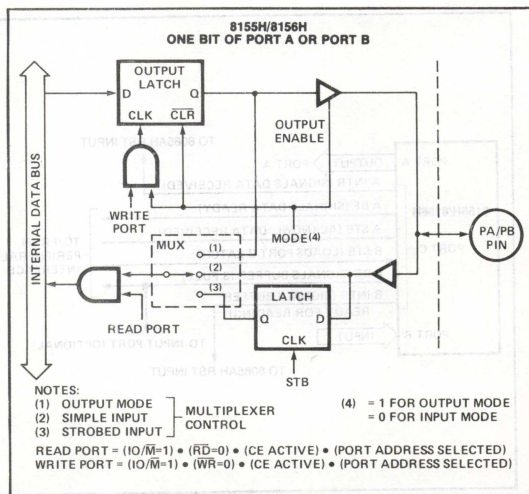 8155H/8156H
ONE BIT OF PORT A OR PORT B
OUTPUT
LATCH
D
Q
CLK
CLR
OUTPUT
ENABLE
INTERNAL DATA BUS
WRITE
PORT
MUX
MODE(4)
(1)
(2)
(3)
PA/PB
PIN
READ PORT
LATCH
Q
D
CLK
STB
NOTES:
(1) OUTPUT MODE
(2) SIMPLE INPUT
(3) STROBED INPUT
MULTIPLEXER
CONTROL
(4) = 1 FOR OUTPUT MODE
= 0 FOR INPUT MODE
READ PORT = (IO/M̅=1) • (R̅D̅=0) • (CE ACTIVE) • (PORT ADDRESS SELECTED)
WRITE PORT = (IO/M̅=1) • (W̅R̅=0) • (CE ACTIVE) • (PORT ADDRESS SELECTED)